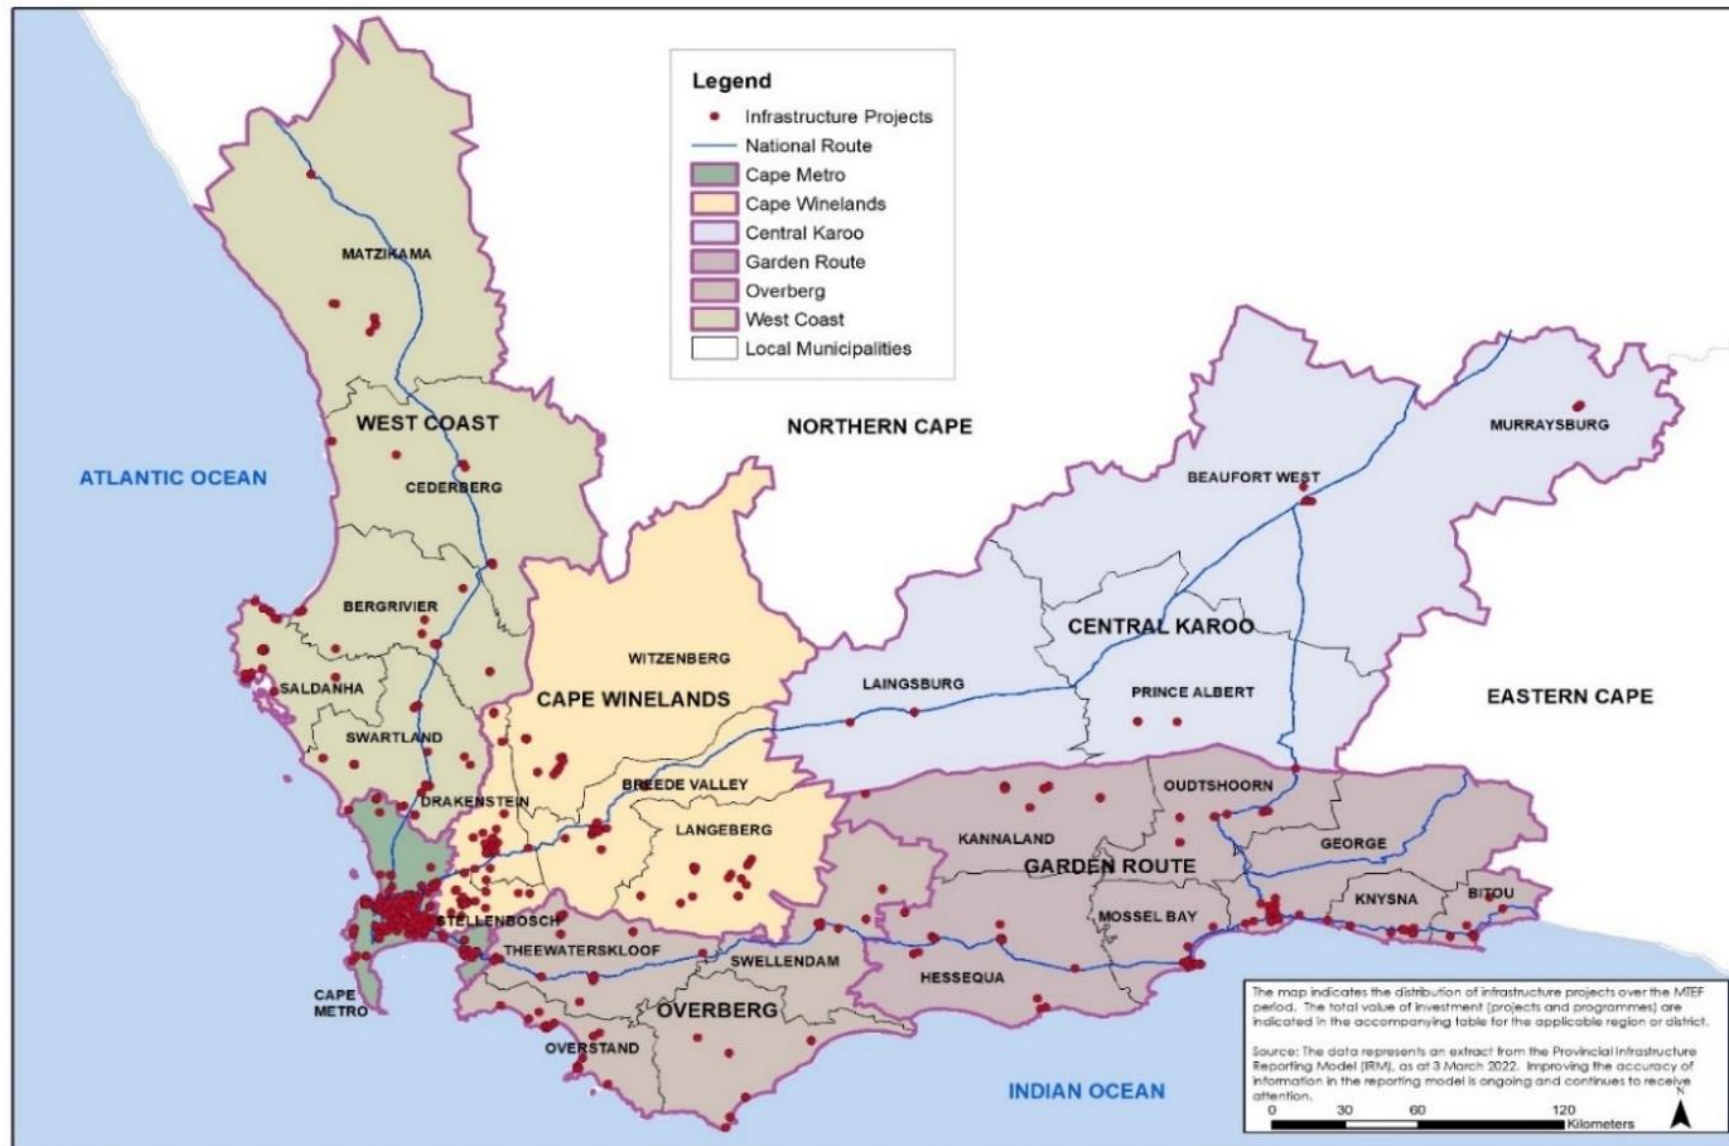 Legend
Infrastructure Projects
National Route
Cape Metro
Cape Winelands
Central Karoo
Garden Route
Overberg
West Coast
Local Municipalities
MATZIKAMA
WEST COAST
NORTHERN CAPE
MURRAYSBURG
ATLANTIC OCEAN
BEAUFORT WEST
CEDERBERG
BERGRIVIER
CENTRAL KAROO
WITZENBERG
LAINGSBURG
SALDANHA
CAPE WINELANDS
PRINCE ALBERT
EASTERN CAPE
SWARTLAND
BREEDE VALLEY
OUDTSHOORN
DRAKENSTEIN
LANGEBERG
KANNALAND
GEORGE
GARDEN ROUTE
KNYSNA
BITOU
STELLENBOSCH
MOSSEL BAY
THEEWATERSKLOOF
SWELLENDAM
HESSEQUA
CAPE
METRO
OVERBERG
OVERSTAND
INDIAN OCEAN
The map indicates the distribution of infrastructure projects over the MTEF
period. The total value of investment (projects and programmes) are
indicated in the accompanying table for the applicable region or district.
Source: The data represents an extract from the Provincial Infrastructure
Reporting Model (IRM), as at 3 March 2022. Improving the accuracy of
information in the reporting model is ongoing and continues to receive
attention.
N
0 30 60 120
Kilometers